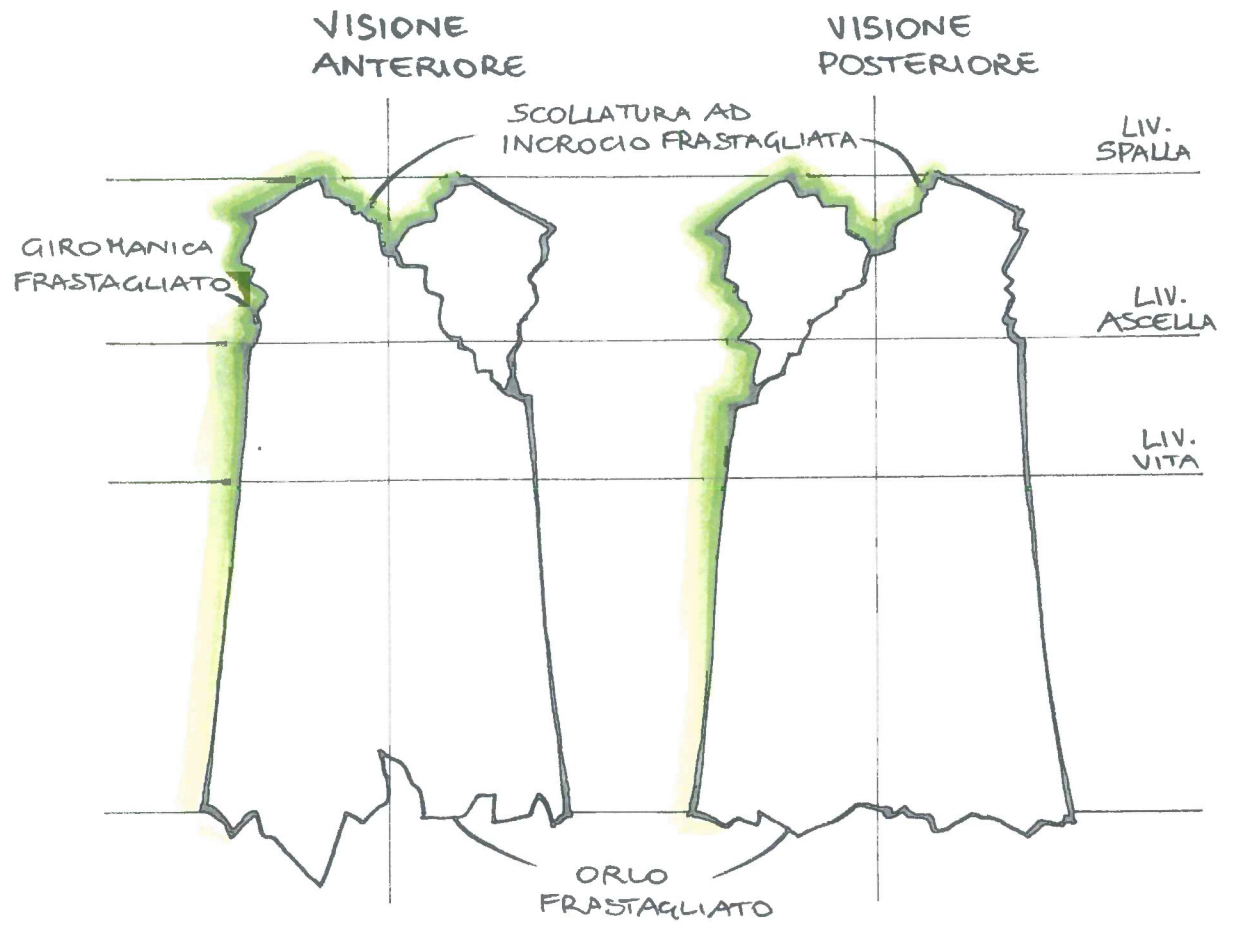 VISIONE
ANTERIORE
VISIONE
POSTERIORE
SCOLLATURA AD
INCROCIO FRASTAGLIATA
LIV.
SPALLA
GIROMANICA
FRASTAGLIATO
LIV.
ASCELLA
LIV.
VITA
ORLO
FRASTAGLIATO